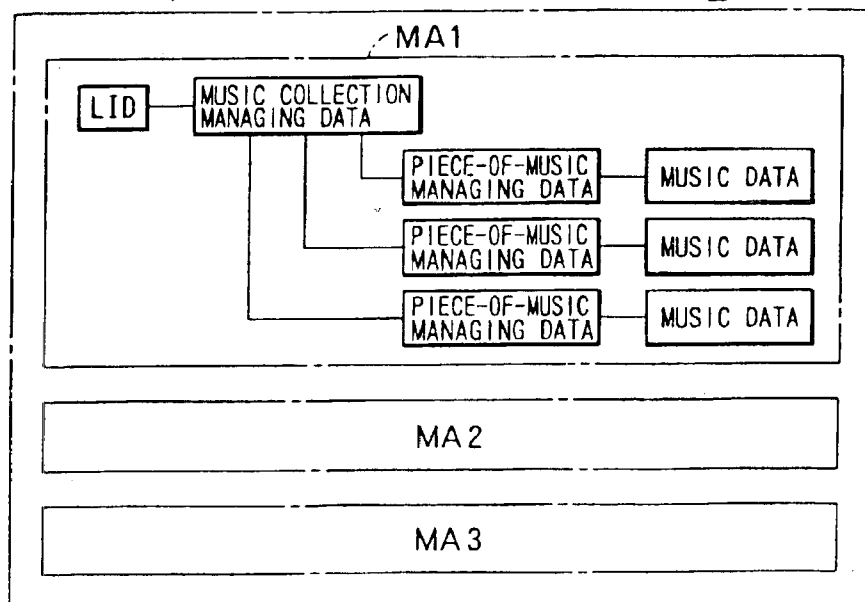 MA1
LID
MUSIC COLLECTION
MANAGING DATA
PIECE-OF-MUSIC
MANAGING DATA
MUSIC DATA
PIECE-OF-MUSIC
MANAGING DATA
MUSIC DATA
PIECE-OF-MUSIC
MANAGING DATA
MUSIC DATA
MA2
MA3